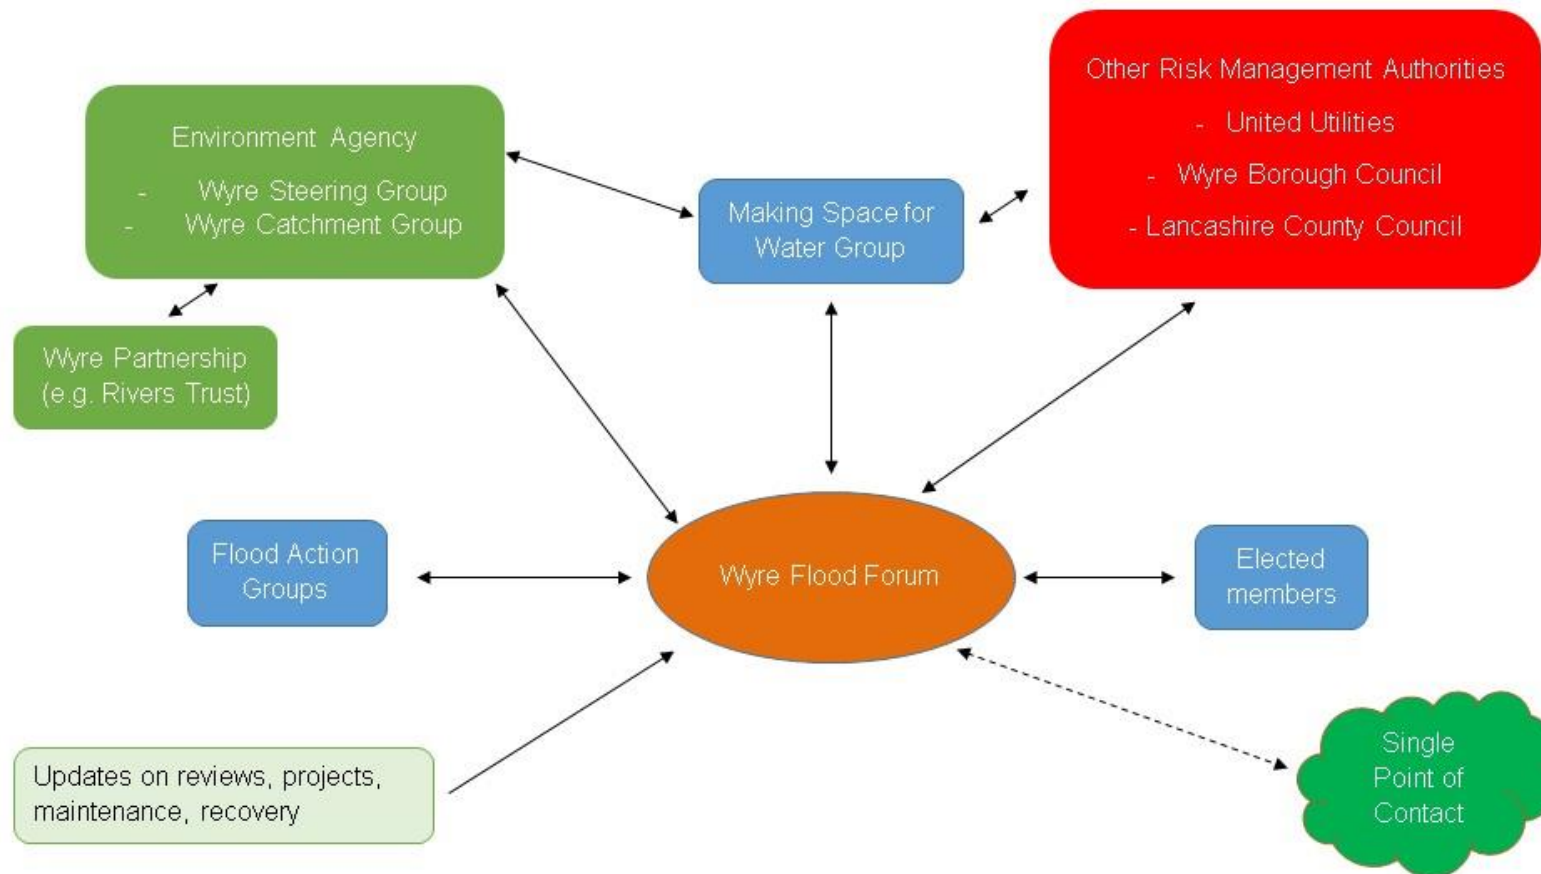 Other Risk Management Authorities
- United Utilities
- Wyre Borough Council
- Lancashire County Council
Environment Agency
- Wyre Steering Group
- Wyre Catchment Group
Making Space for
Water Group
Wyre Partnership
(e.g. Rivers Trust)
Flood Action
Groups
Wyre Flood Forum
Elected
members
Updates on reviews, projects,
maintenance, recovery
Single
Point of
Contact